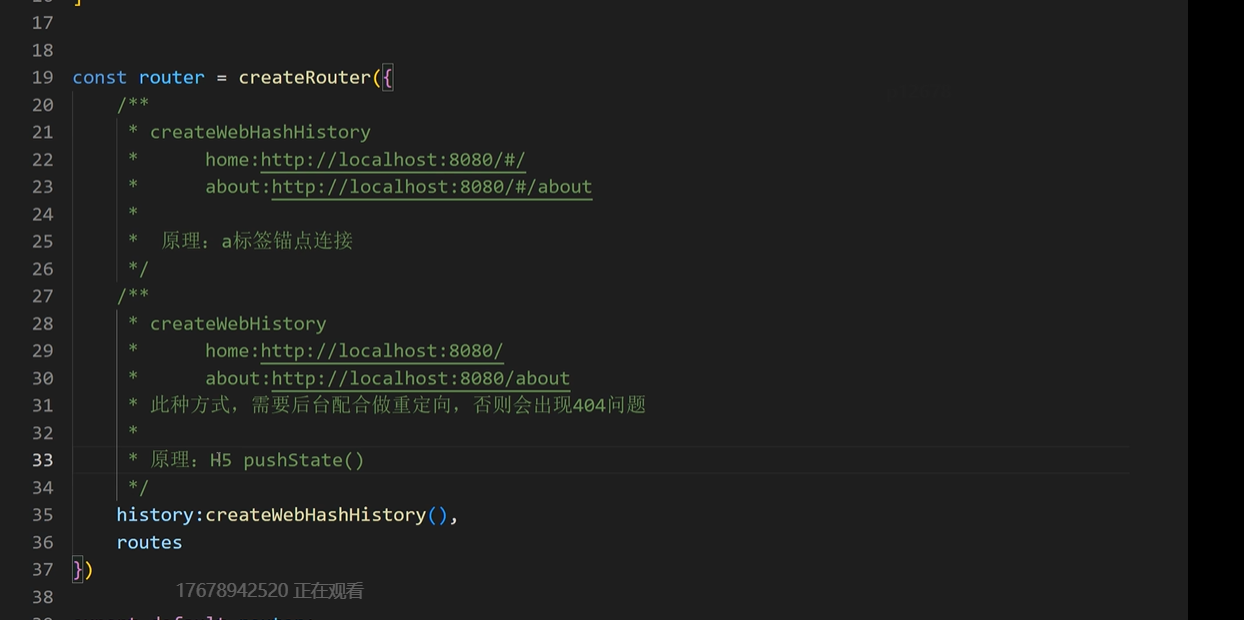 17
18
19 const router = createRouter({
20 /**
21 * createWebHashHistory
22 * home:http://localhost:8080/#/
23 * about:http://localhost:8080/#/about
24 *
25 * 原理：a标签锚点连接
26 */
27 /**
28 * createWebHistory
29 * home:http://localhost:8080/
30 * about:http://localhost:8080/about
31 * 此种方式，需要后台配合做重定向，否则会出现404问题
32 *
33 * 原理：H5 pushState()
34 */
35 history:createWebHashHistory(),
36 routes
37 })
17678942520 正在观看
38